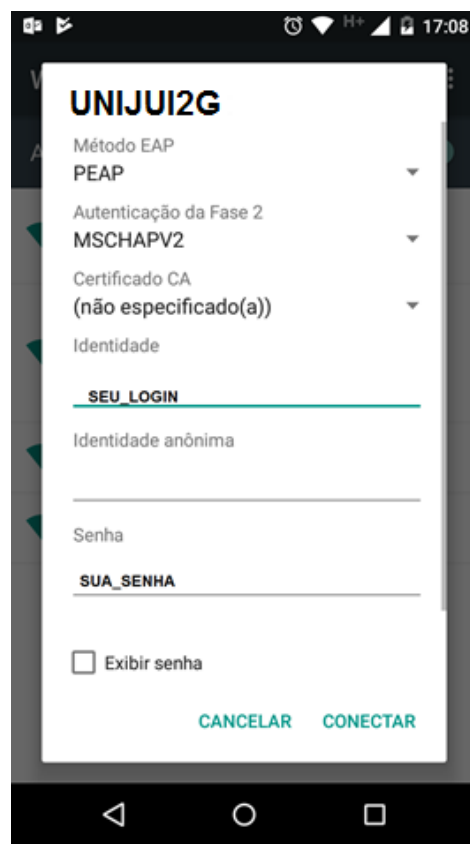 H+ 17:08
W
UNIJUI2G
Método EAP
PEAP
Autenticação da Fase 2
MSCHAPV2
Certificado CA
(não especificado(a))
Identidade
SEU_LOGIN
Identidade anônima
Senha
SUA_SENHA
Exibir senha
CANCELAR CONECTAR